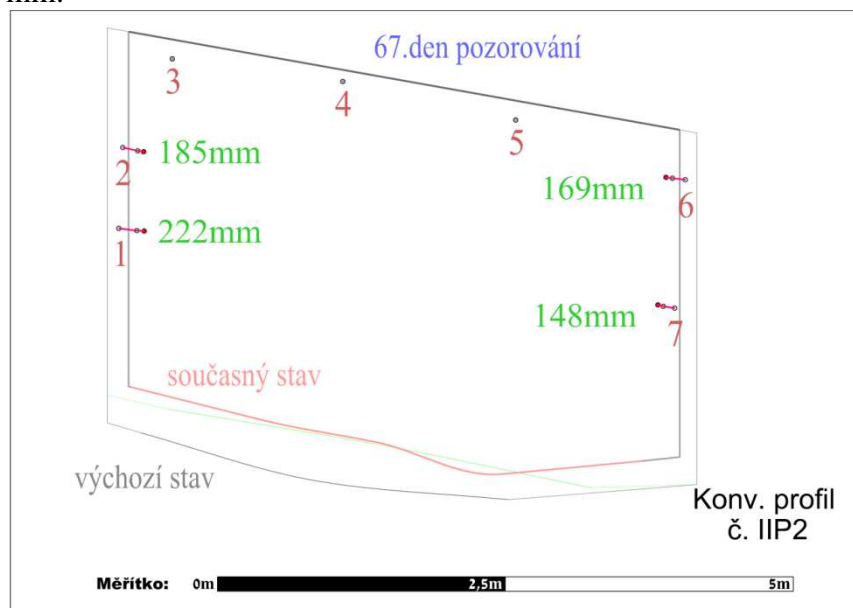 mm.
67.den pozorování
3
4
5
2
185mm
169mm
6
1
222mm
148mm
7
současný stav
výchozí stav
Konv. profil
č. IIP2
Měřítko: 0m 2,5m 5m